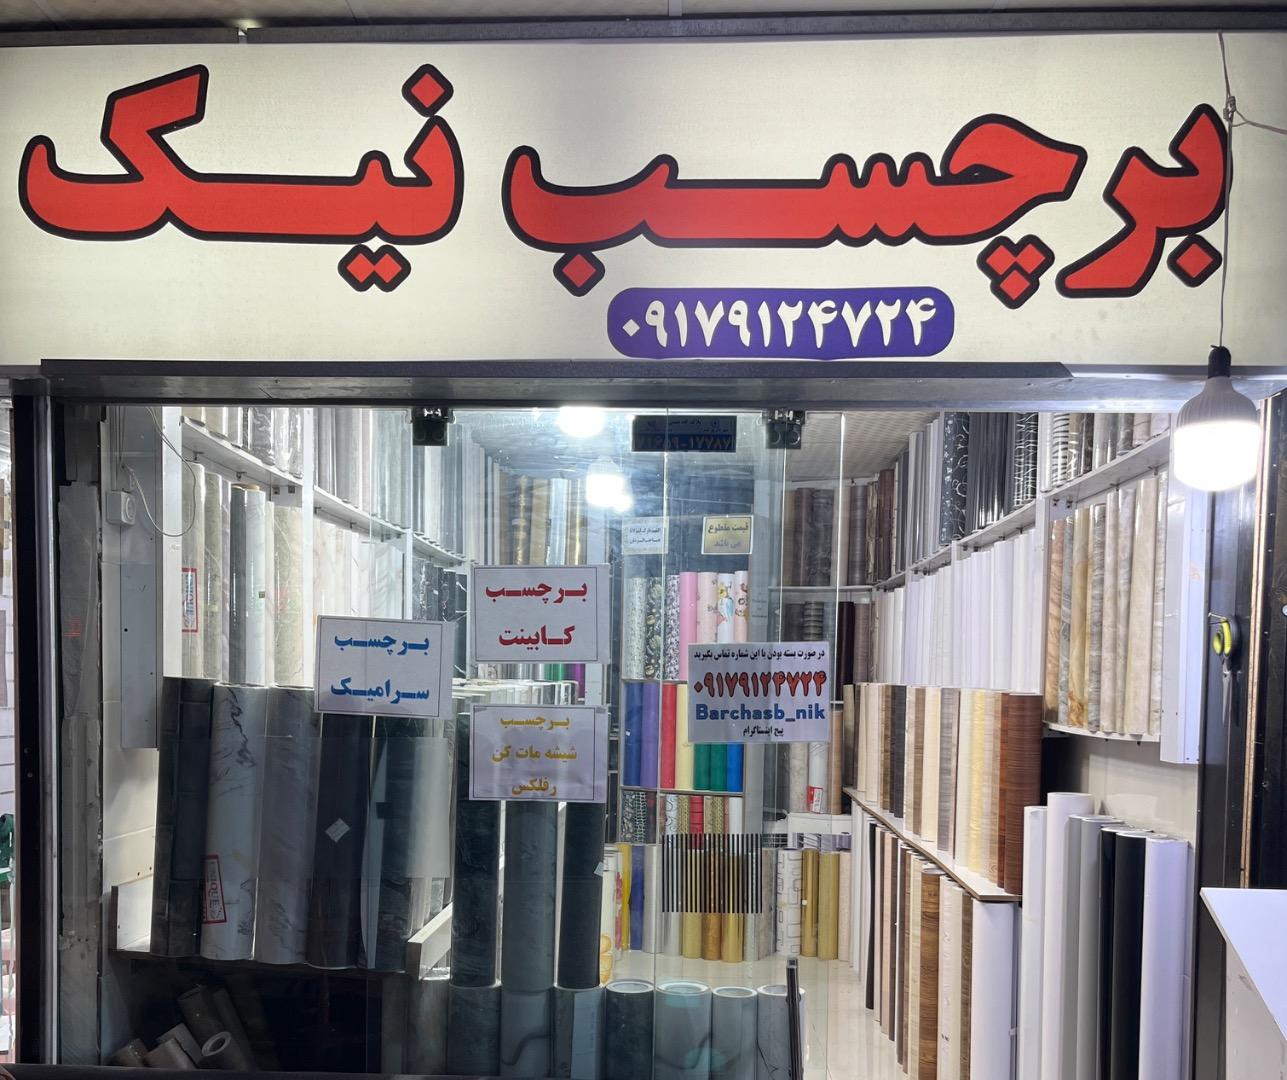 برچسب نیک
۰۹۱۷۹۱۲۴۷۲۴
قیمت مقطوع
می باشد
برچسب
کابینت
برچسب
سرامیک
در صورت بسته بودن با این شماره تماس بگیرید
۰۹۱۷۹۱۲۴۷۲۴
Barchasb_nik
پیج اینستاگرام
برچسب
شیشه مات کن
رفلکس
UNIQUE